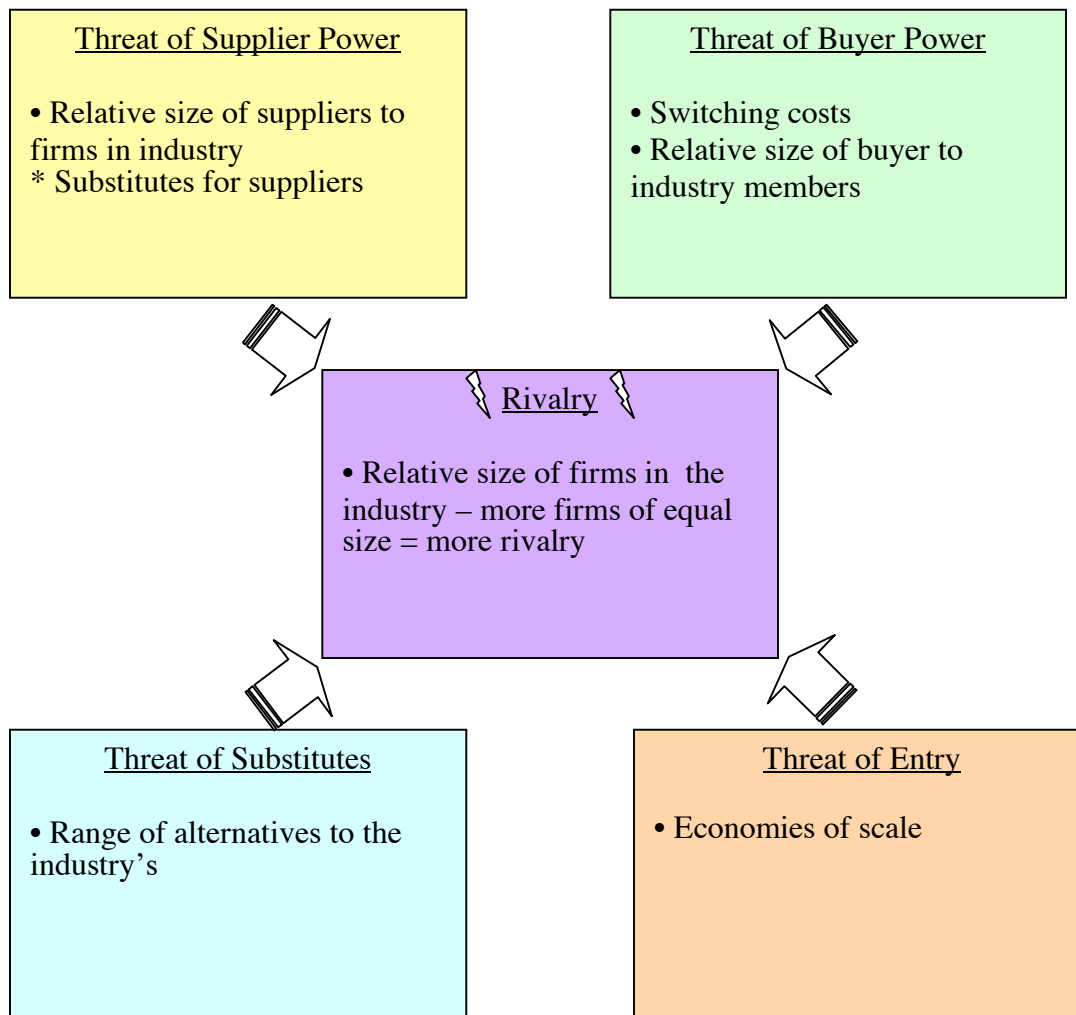 Threat of Supplier Power
• Relative size of suppliers to
firms in industry
* Substitutes for suppliers
Threat of Buyer Power
• Switching costs
• Relative size of buyer to
industry members
Rivalry
• Relative size of firms in  the
industry – more firms of equal
size = more rivalry
Threat of Substitutes
• Range of alternatives to the
industry’s
Threat of Entry
• Economies of scale